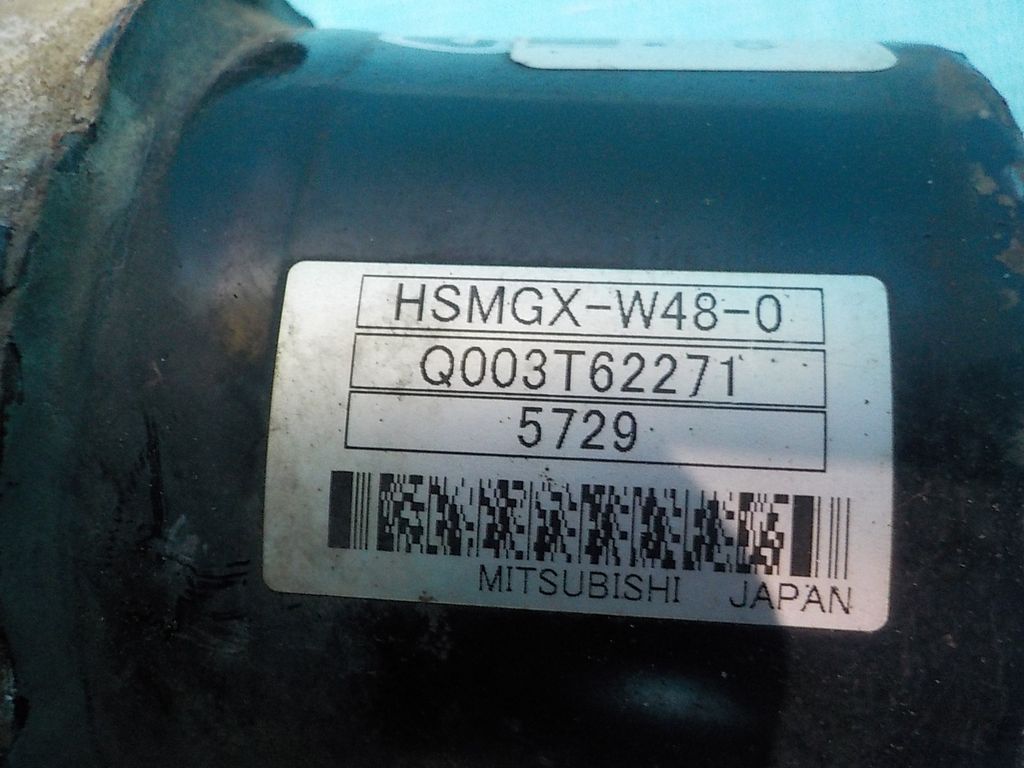 HSMGX-W48-0
Q003T62271
5729
MITSUBISHI JAPAN